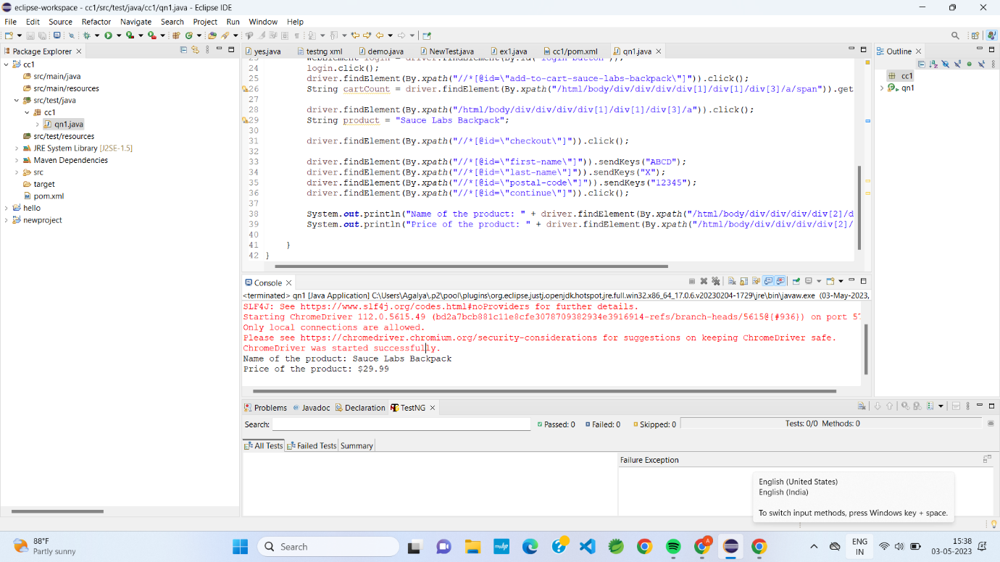 eclipse-workspace - cc1/src/test/java/cc1/qn1.java - Eclipse IDE
File Edit Source Refactor Navigate Search Project Run Window Help
Package Explorer
cc1
src/main/java
src/main/resources
src/test/java
cc1
qn1.java
src/test/resources
JRE System Library [J2SE-1.5]
Maven Dependencies
src
target
pom.xml
hello
newproject
yes.java testng xml demo.java NewTest.java ex1.java cc1/pom.xml qn1.java
24 login.click();
25 driver.findElement(By.xpath("//*[@id=\"add-to-cart-sauce-labs-backpack\"]")).click();
26 String cartCount = driver.findElement(By.xpath("/html/body/div/div/div/div[1]/div[1]/div[3]/a/span")).get
27
28 driver.findElement(By.xpath("/html/body/div/div/div/div[1]/div[1]/div[3]/a")).click();
29 String product = "Sauce Labs Backpack";
30
31 driver.findElement(By.xpath("//*[@id=\"checkout\"]")).click();
32
33 driver.findElement(By.xpath("//*[@id=\"first-name\"]")).sendKeys("ABCD");
34 driver.findElement(By.xpath("//*[@id=\"last-name\"]")).sendKeys("X");
35 driver.findElement(By.xpath("//*[@id=\"postal-code\"]")).sendKeys("12345");
36 driver.findElement(By.xpath("//*[@id=\"continue\"]")).click();
37
38 System.out.println("Name of the product: " + driver.findElement(By.xpath("/html/body/div/div/div/div[2]/d
39 System.out.println("Price of the product: " + driver.findElement(By.xpath("/html/body/div/div/div/div[2]/
40
41 }
42 }
Outline
cc1
qn1
Console
<terminated> qn1 [Java Application] C:\Users\Agalya\.p2\pool\plugins\org.eclipse.justj.openjdk.hotspot.jre.full.win32.x86_64_17.0.6.v20230204-1729\jre\bin\javaw.exe (03-May-2023,
SLF4J: See https://www.slf4j.org/codes.html#noProviders for further details.
Starting ChromeDriver 112.0.5615.49 (bd2a7bcb881c11e8cfe3078709382934e3916914-refs/branch-heads/5615@{#936}) on port 57
Only local connections are allowed.
Please see https://chromedriver.chromium.org/security-considerations for suggestions on keeping ChromeDriver safe.
ChromeDriver was started successfully.
Name of the product: Sauce Labs Backpack
Price of the product: $29.99
Problems Javadoc Declaration TestNG
Search: Passed: 0 Failed: 0 Skipped: 0 Tests: 0/0 Methods: 0
All Tests Failed Tests Summary
Failure Exception
English (United States)
English (India)
To switch input methods, press Windows key + space.
88°F
Partly sunny
Search
ENG
IN
15:38
03-05-2023